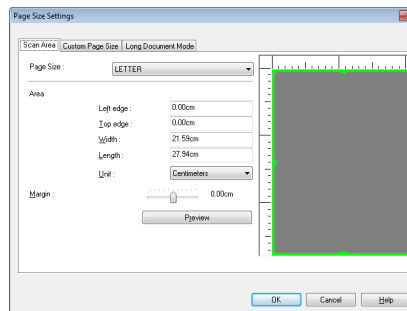 Page Size Settings
Scan Area Custom Page Size Long Document Mode
Page Size : LETTER
Area
Left edge : 0.00cm
Top edge : 0.00cm
Width : 21.59cm
Length : 27.94cm
Unit : Centimeters
Margin : 0.00cm
Preview
OK Cancel Help